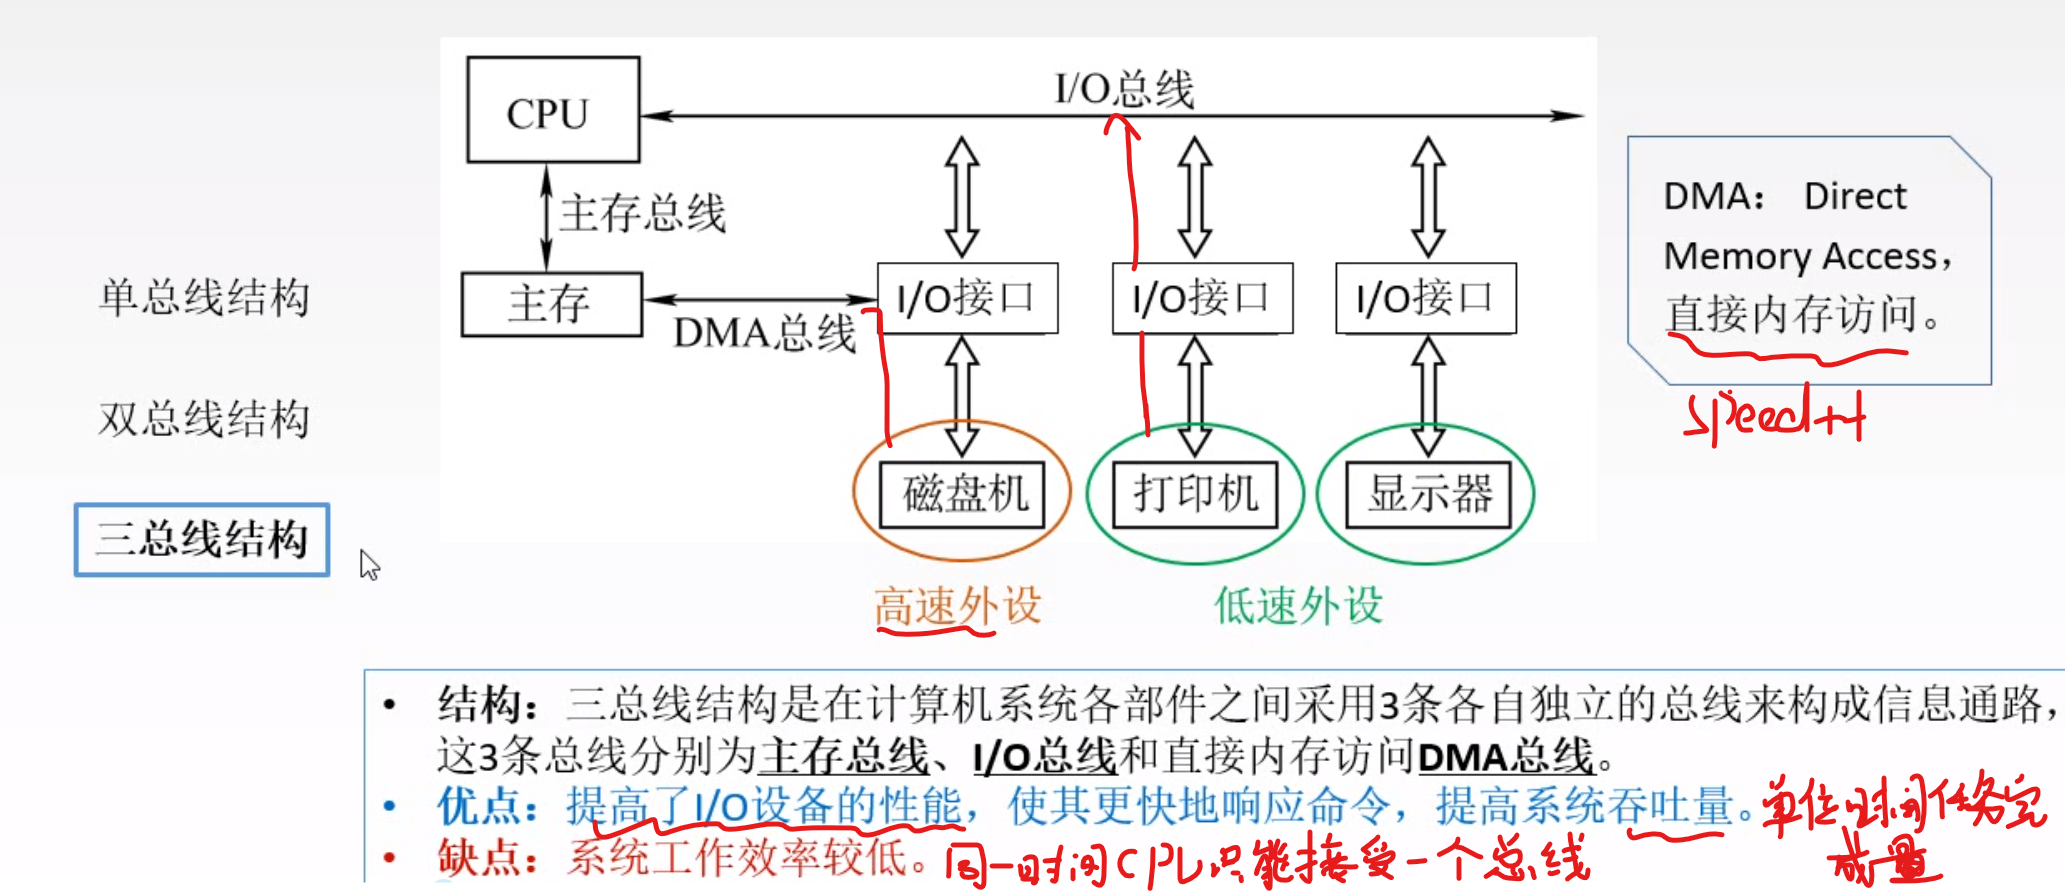 I/O总线
CPU
主存总线
DMA： Direct
Memory Access，
直接内存访问。
speed++
单总线结构
主存
I/O接口
I/O接口
I/O接口
DMA总线
双总线结构
磁盘机
打印机
显示器
三总线结构
高速外设
低速外设
• 结构：三总线结构是在计算机系统各部件之间采用3条各自独立的总线来构成信息通路，
这3条总线分别为主存总线、I/O总线和直接内存访问DMA总线。
• 优点：提高了I/O设备的性能，使其更快地响应命令，提高系统吞吐量。单位时间任务完
成量
• 缺点：系统工作效率较低。同一时间CPU只能接受一个总线